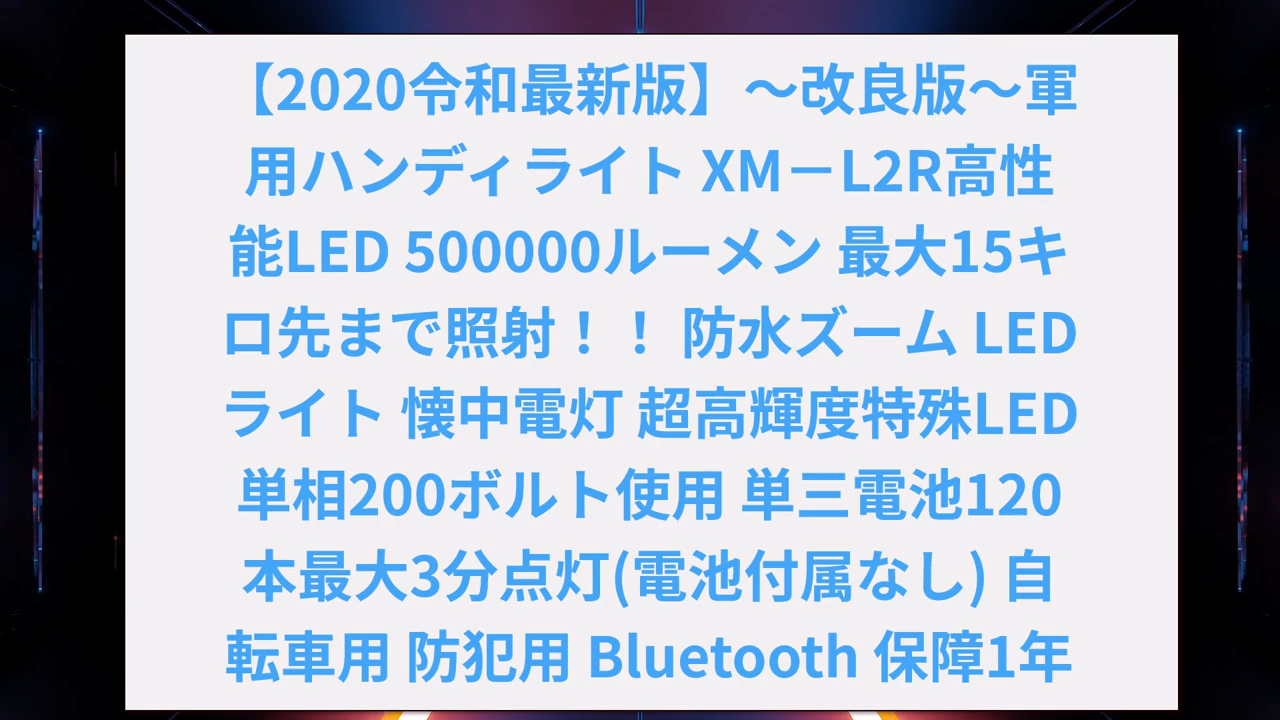 【2020令和最新版】～改良版～軍
用ハンディライト XM－L2R高性
能LED 500000ルーメン 最大15キ
ロ先まで照射！！ 防水ズーム LED
ライト 懐中電灯 超高輝度特殊LED
単相200ボルト使用 単三電池120
本最大3分点灯(電池付属なし) 自
転車用 防犯用 Bluetooth 保障1年